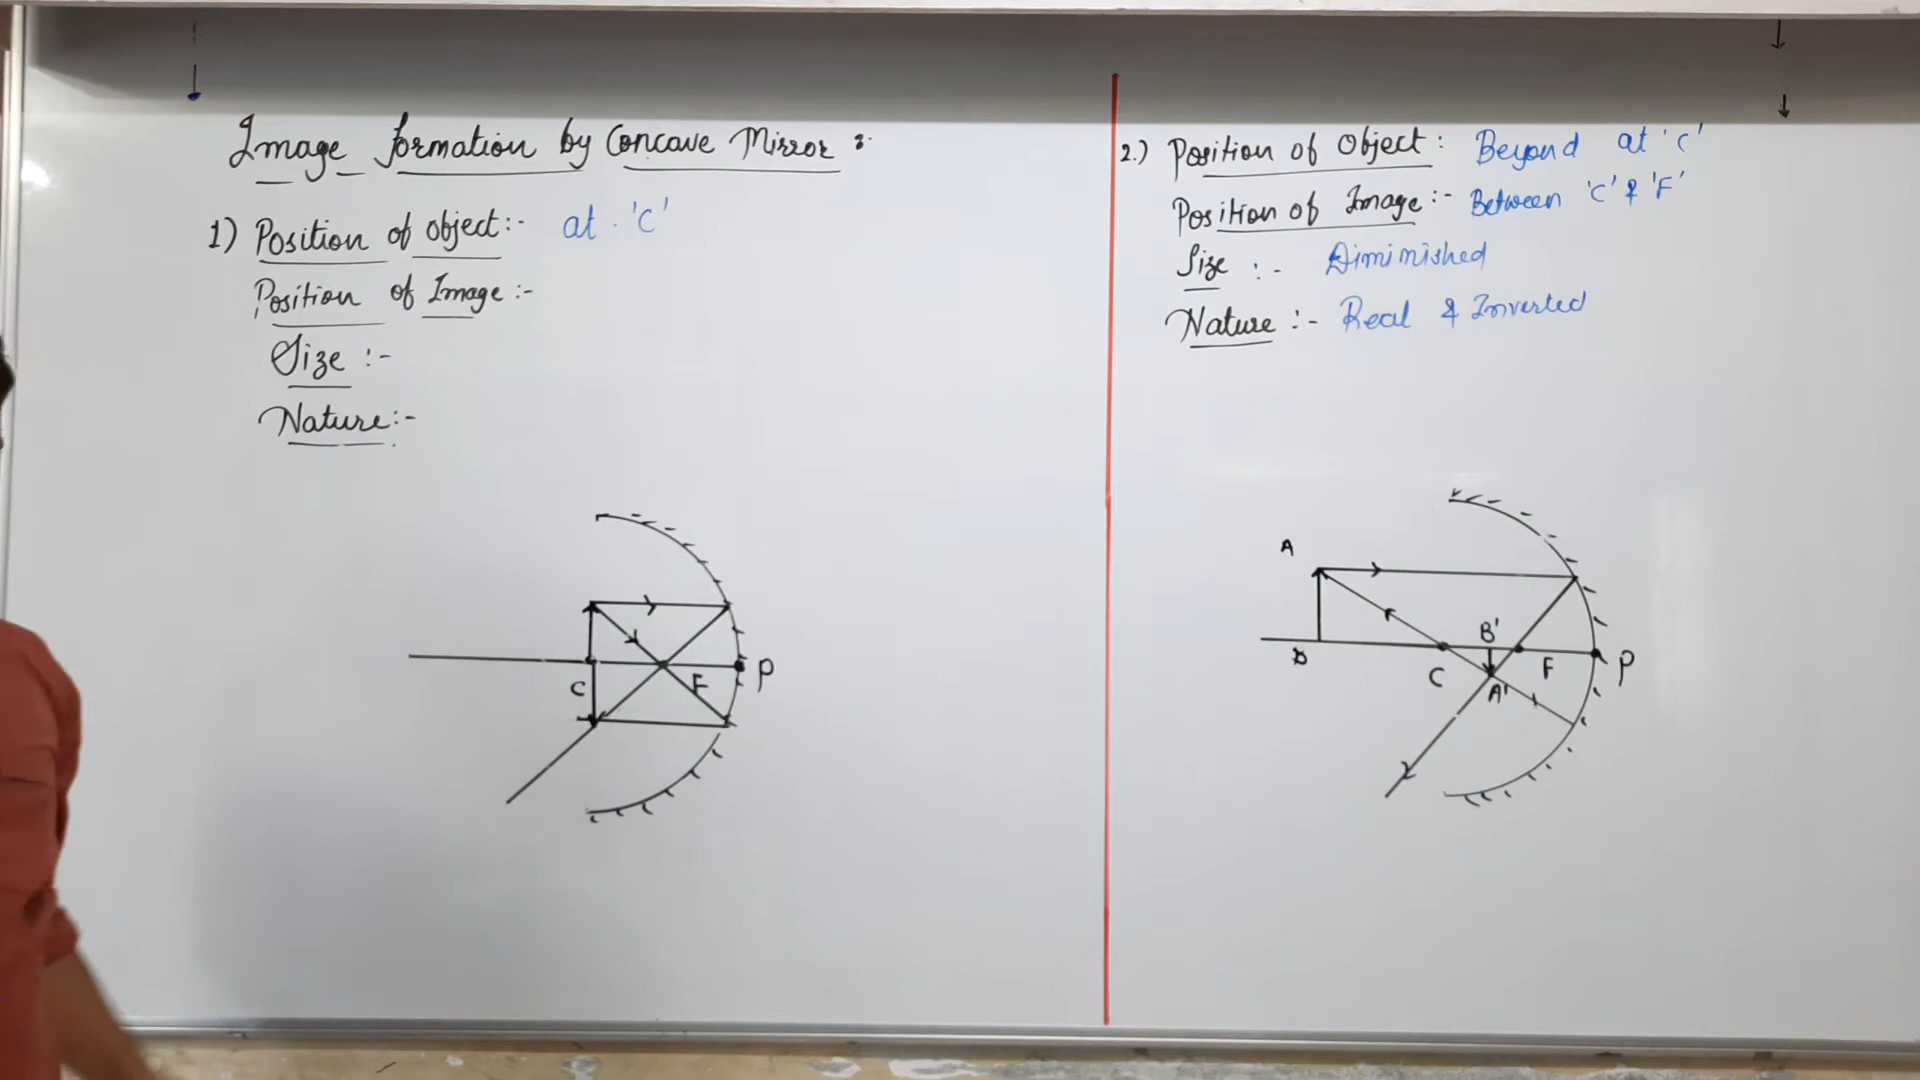 Image formation by Concave Mirror :-
1) Position of object:- at 'C'
Position of Image :-
Size :-
Nature:-
C
F
P
2.) Position of Object: Beyond at 'C'
Position of Image:- Between 'C' & 'F'
Size :- Diminished
Nature :- Real & Inverted
A
B'
B
C
A'
F
P